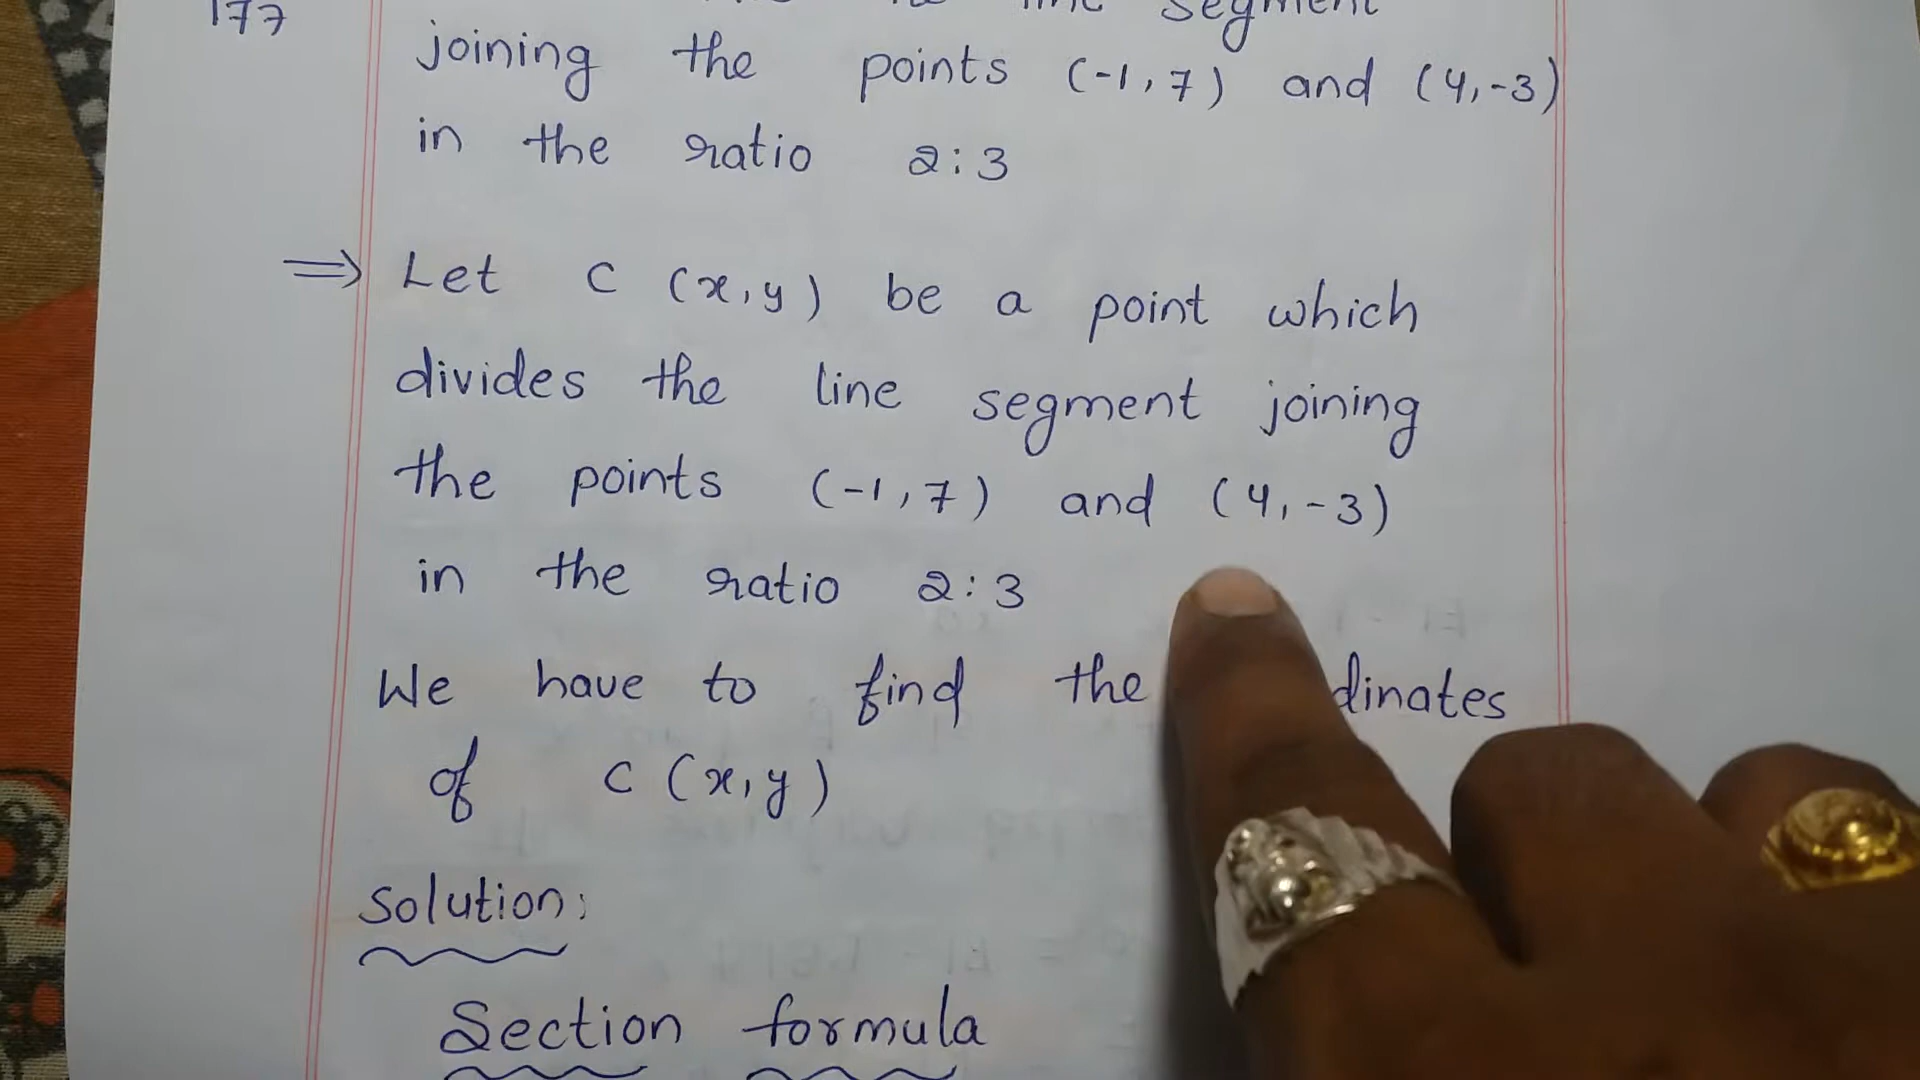 177
segment
joining the points (-1,7) and (4,-3)
in the ratio 2:3
⇒ Let C (x,y) be a point which
divides the line segment joining
the points (-1,7) and (4,-3)
in the ratio 2:3
We have to find the dinates
of C (x,y)
Solution:
Section formula